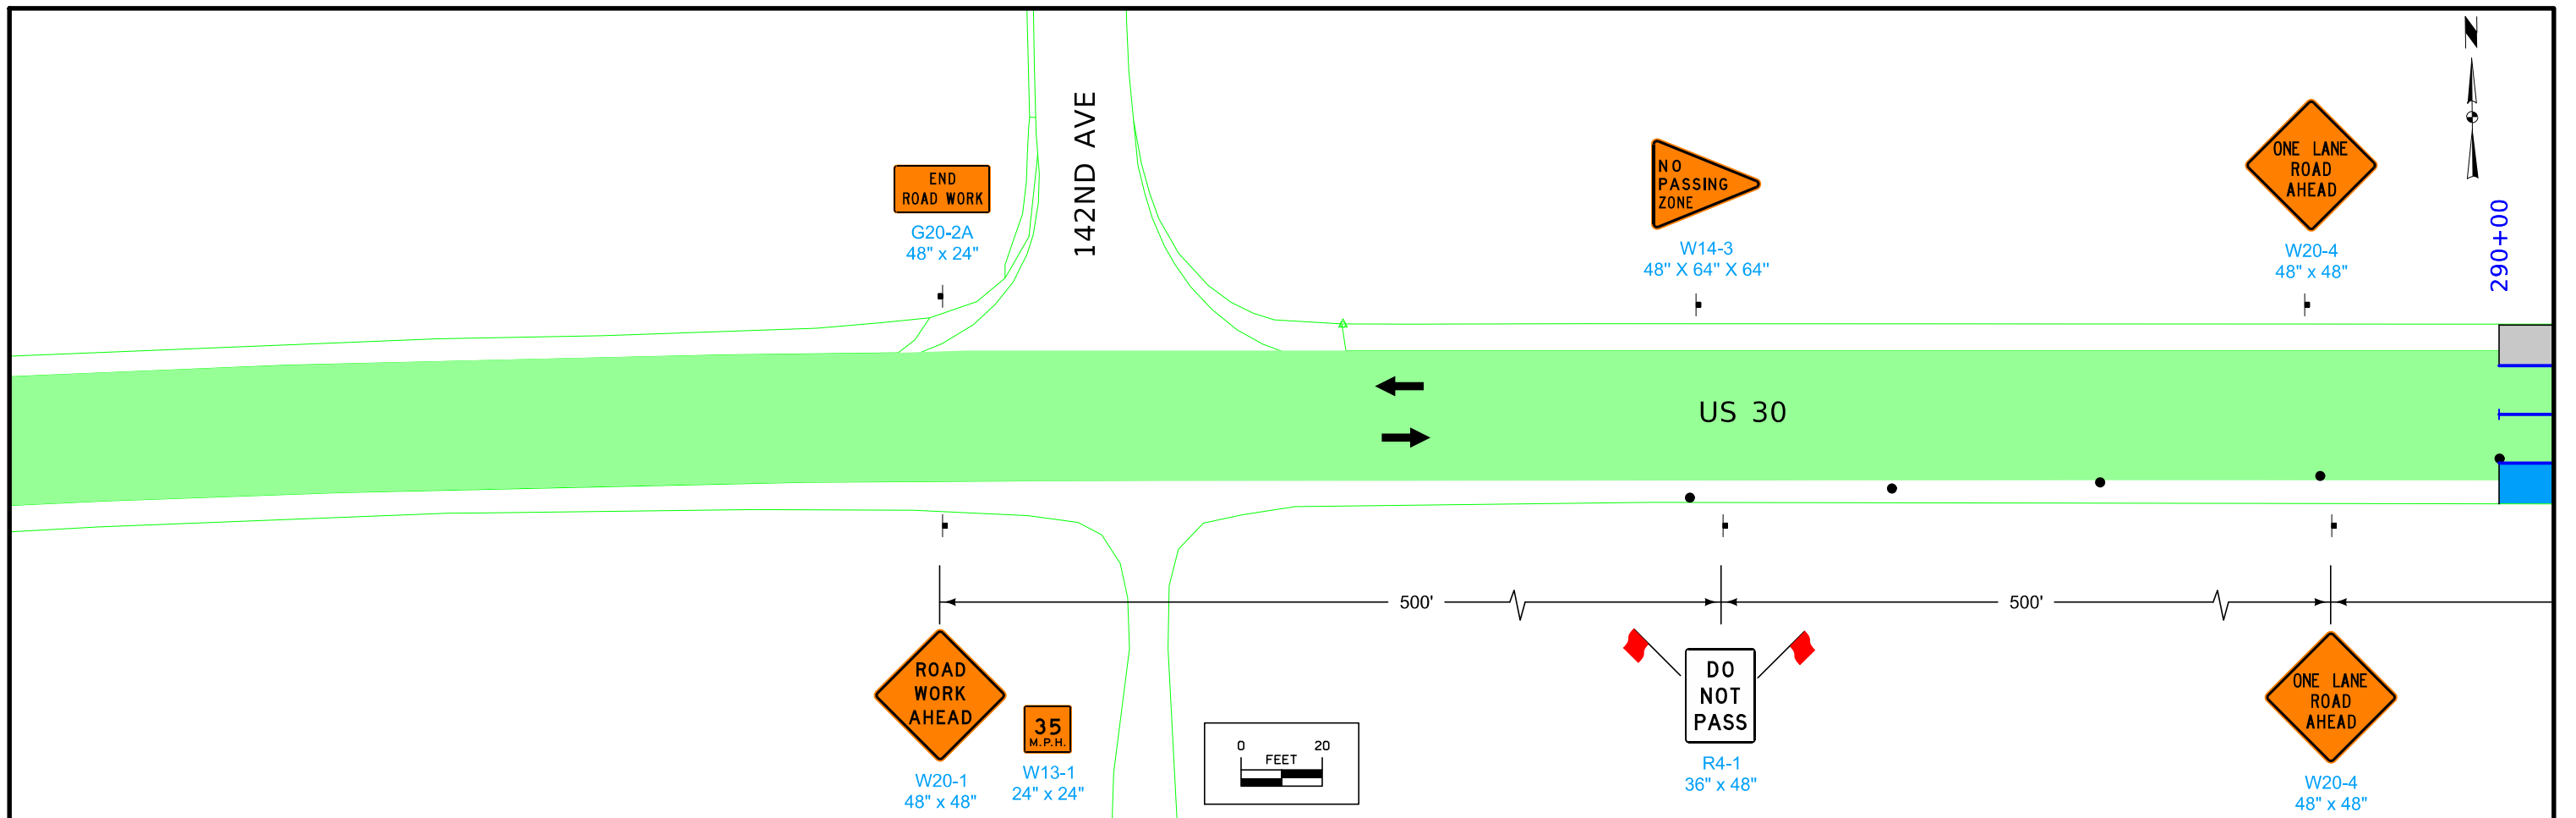 N
ONE LANE
ROAD
AHEAD
W20-4
48" x 48"
NO
PASSING
ZONE
W14-3
48" X 64" X 64"
END
ROAD WORK
G20-2A
48" x 24"
142ND AVE
290+00
US 30
500'
500'
ROAD
WORK
AHEAD
W20-1
48" x 48"
35
M.P.H.
W13-1
24" x 24"
0 20
FEET
DO
NOT
PASS
R4-1
36" x 48"
ONE LANE
ROAD
AHEAD
W20-4
48" x 48"